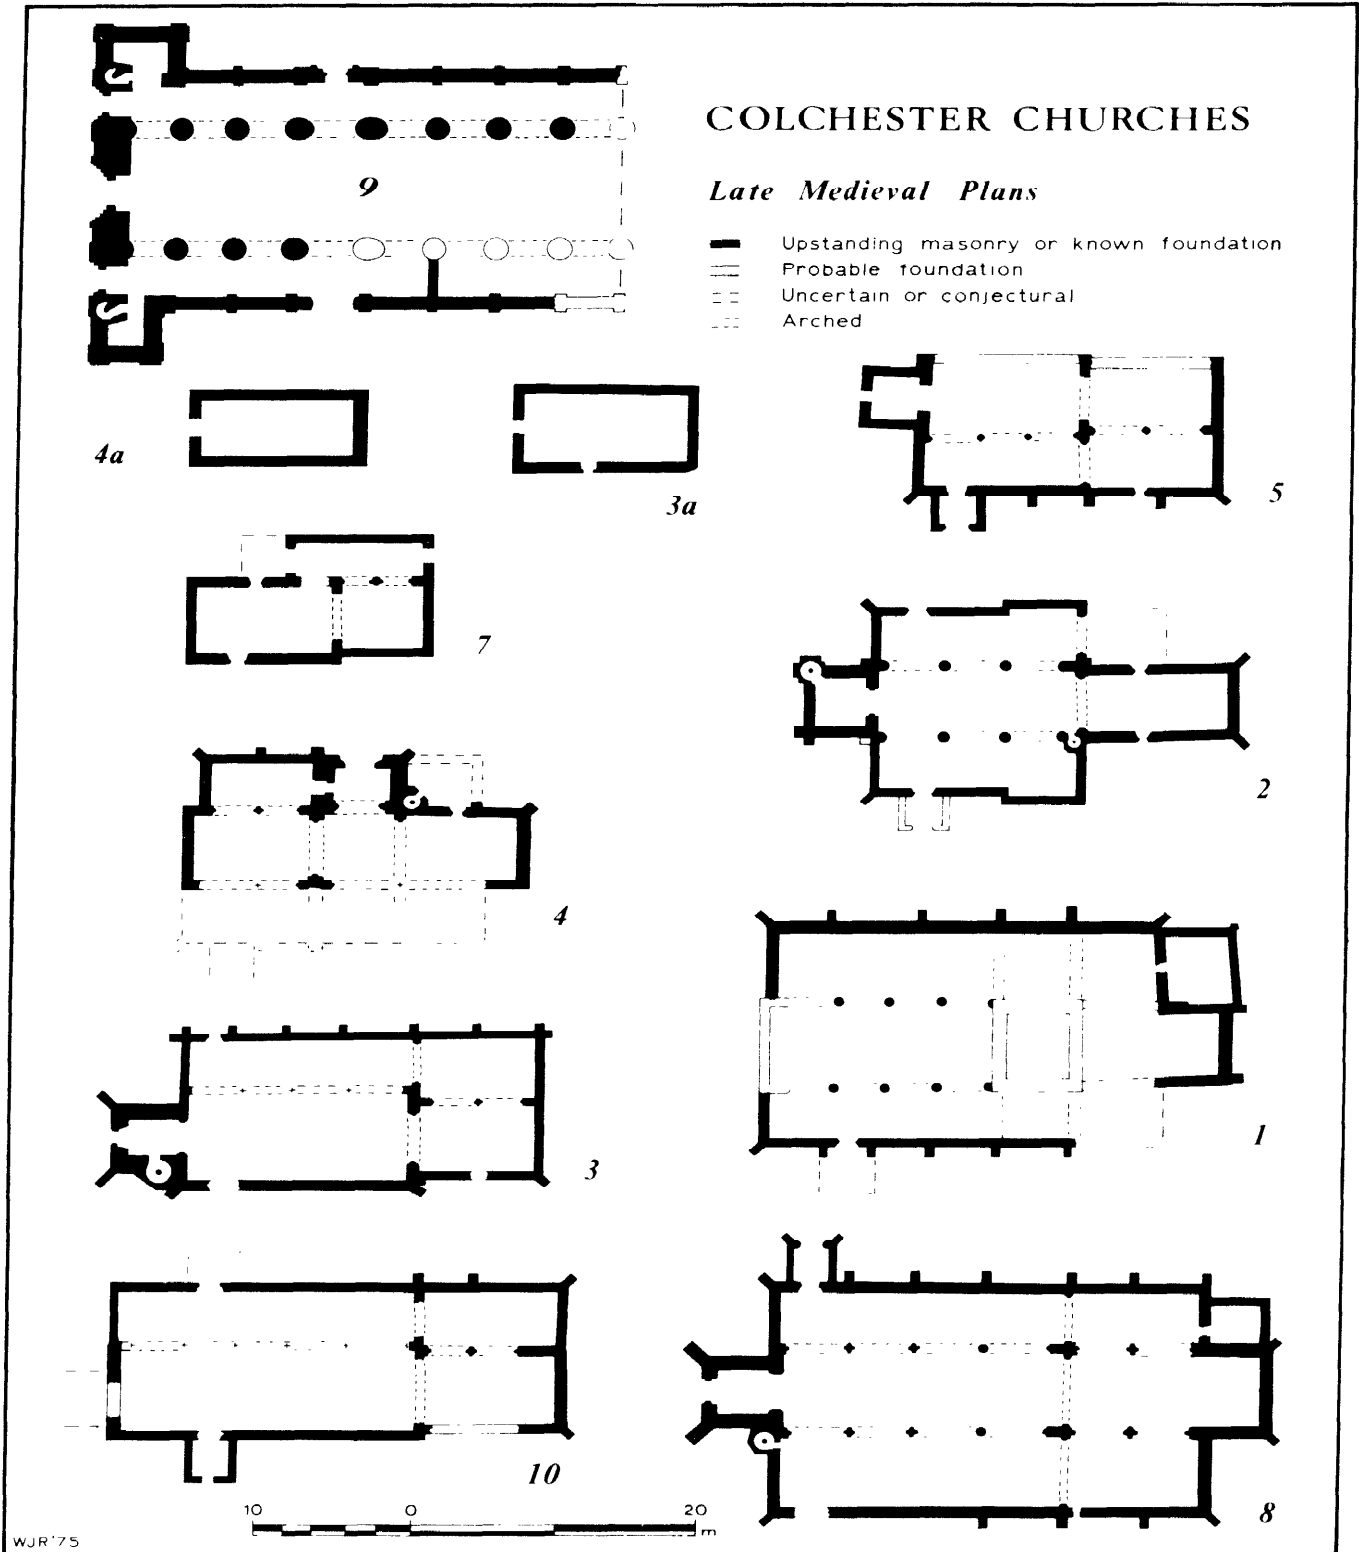 COLCHESTER CHURCHES
Late Medieval Plans
Upstanding masonry or known foundation
Probable foundation
Uncertain or conjectural
Arched
9
4a
3a
5
7
2
4
1
3
10
8
10 0 20 m
WJR'75